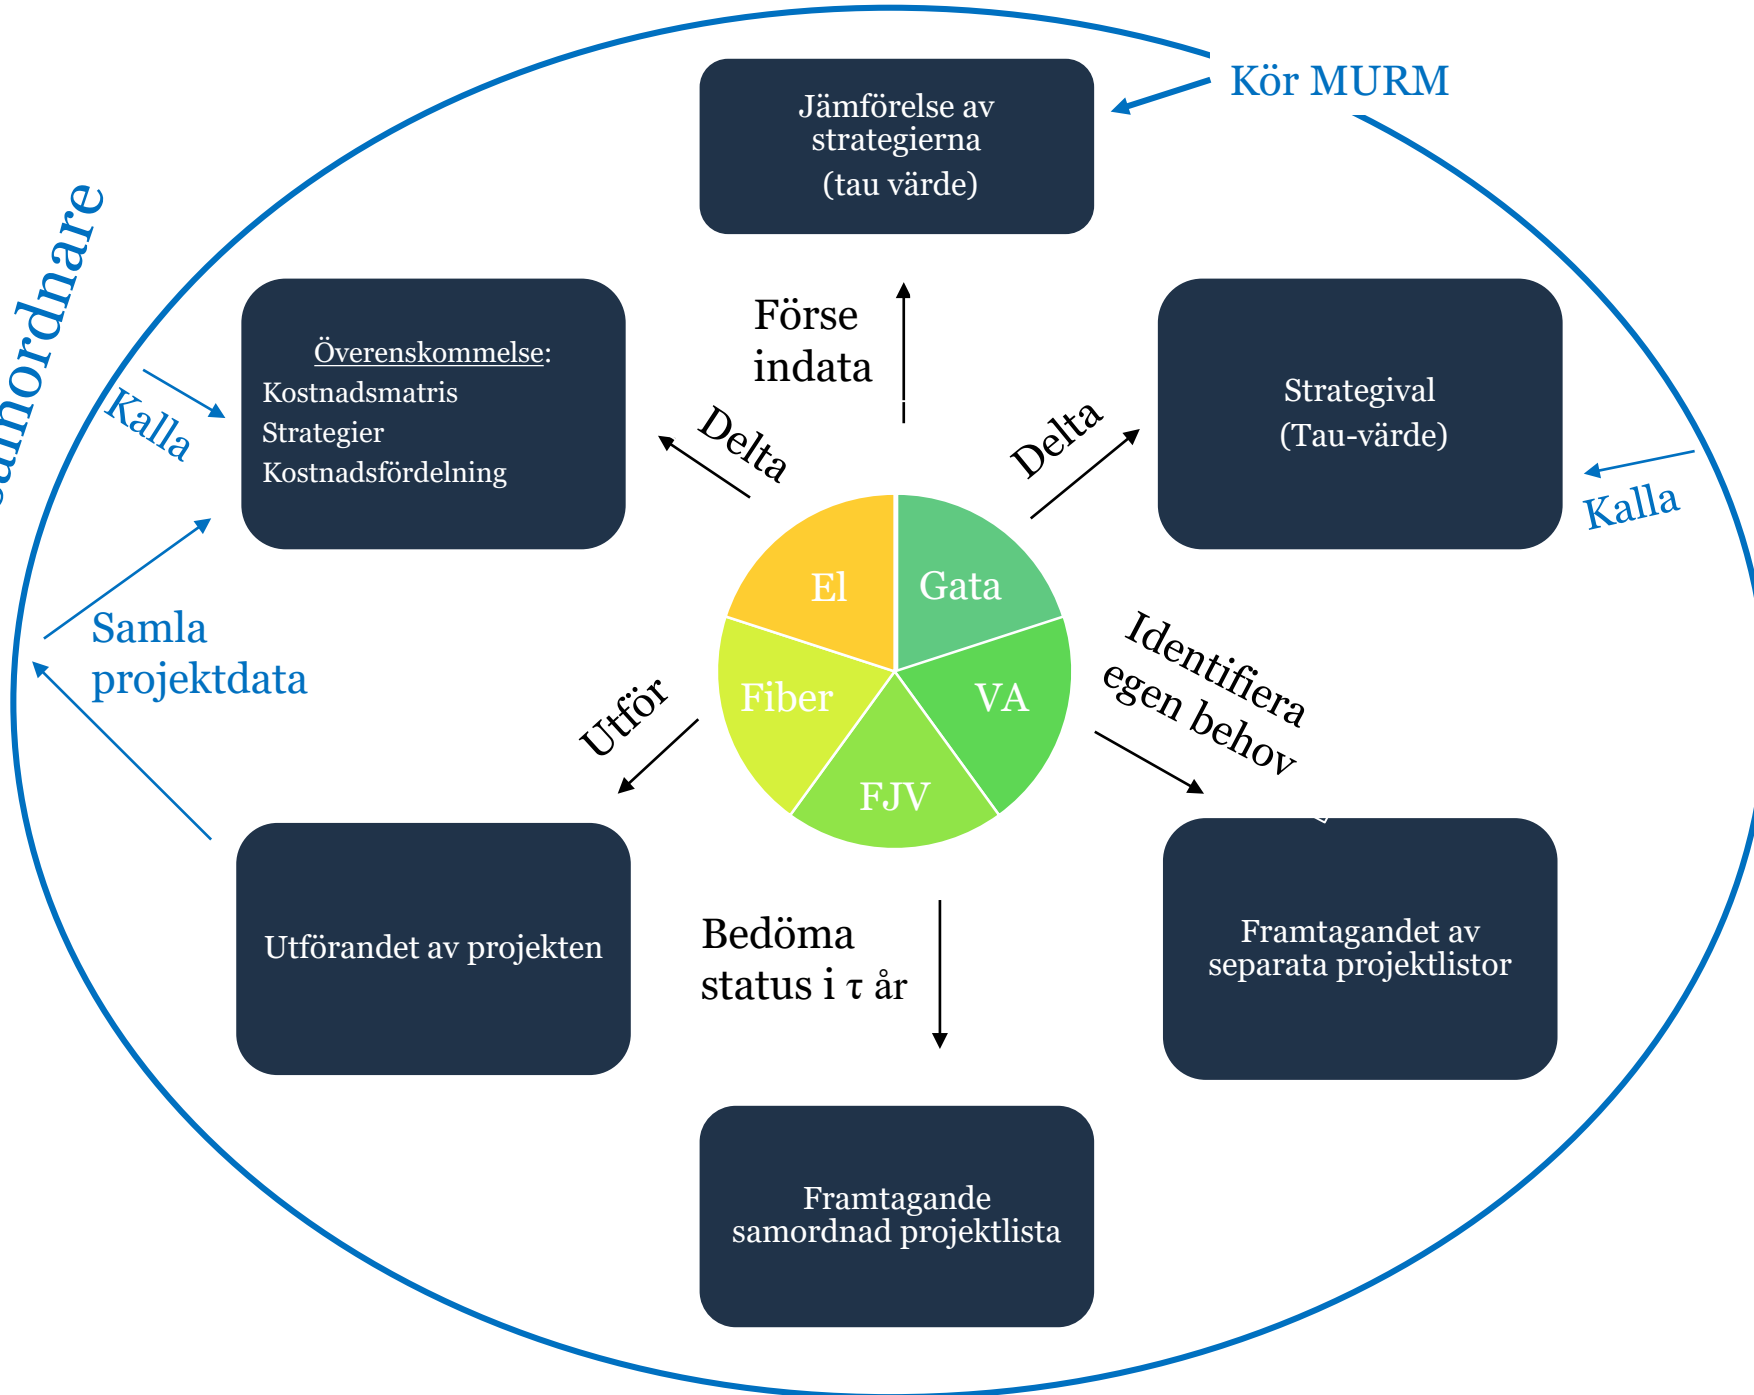 Kör MURM
Jämförelse av
strategierna
(tau värde)
Överenskommelse:
Kostnadsmatris
Strategier
Kostnadsfördelning
Förse
indata
Strategival
(Tau-värde)
Kalla
Delta
Delta
Kalla
El
Gata
Fiber
VA
FJV
Samla
projektdata
Utför
Identifiera
egen behov
Utförandet av projekten
Bedöma
status i τ år
Framtagandet av
separata projektlistor
Framtagande
samordnad projektlista